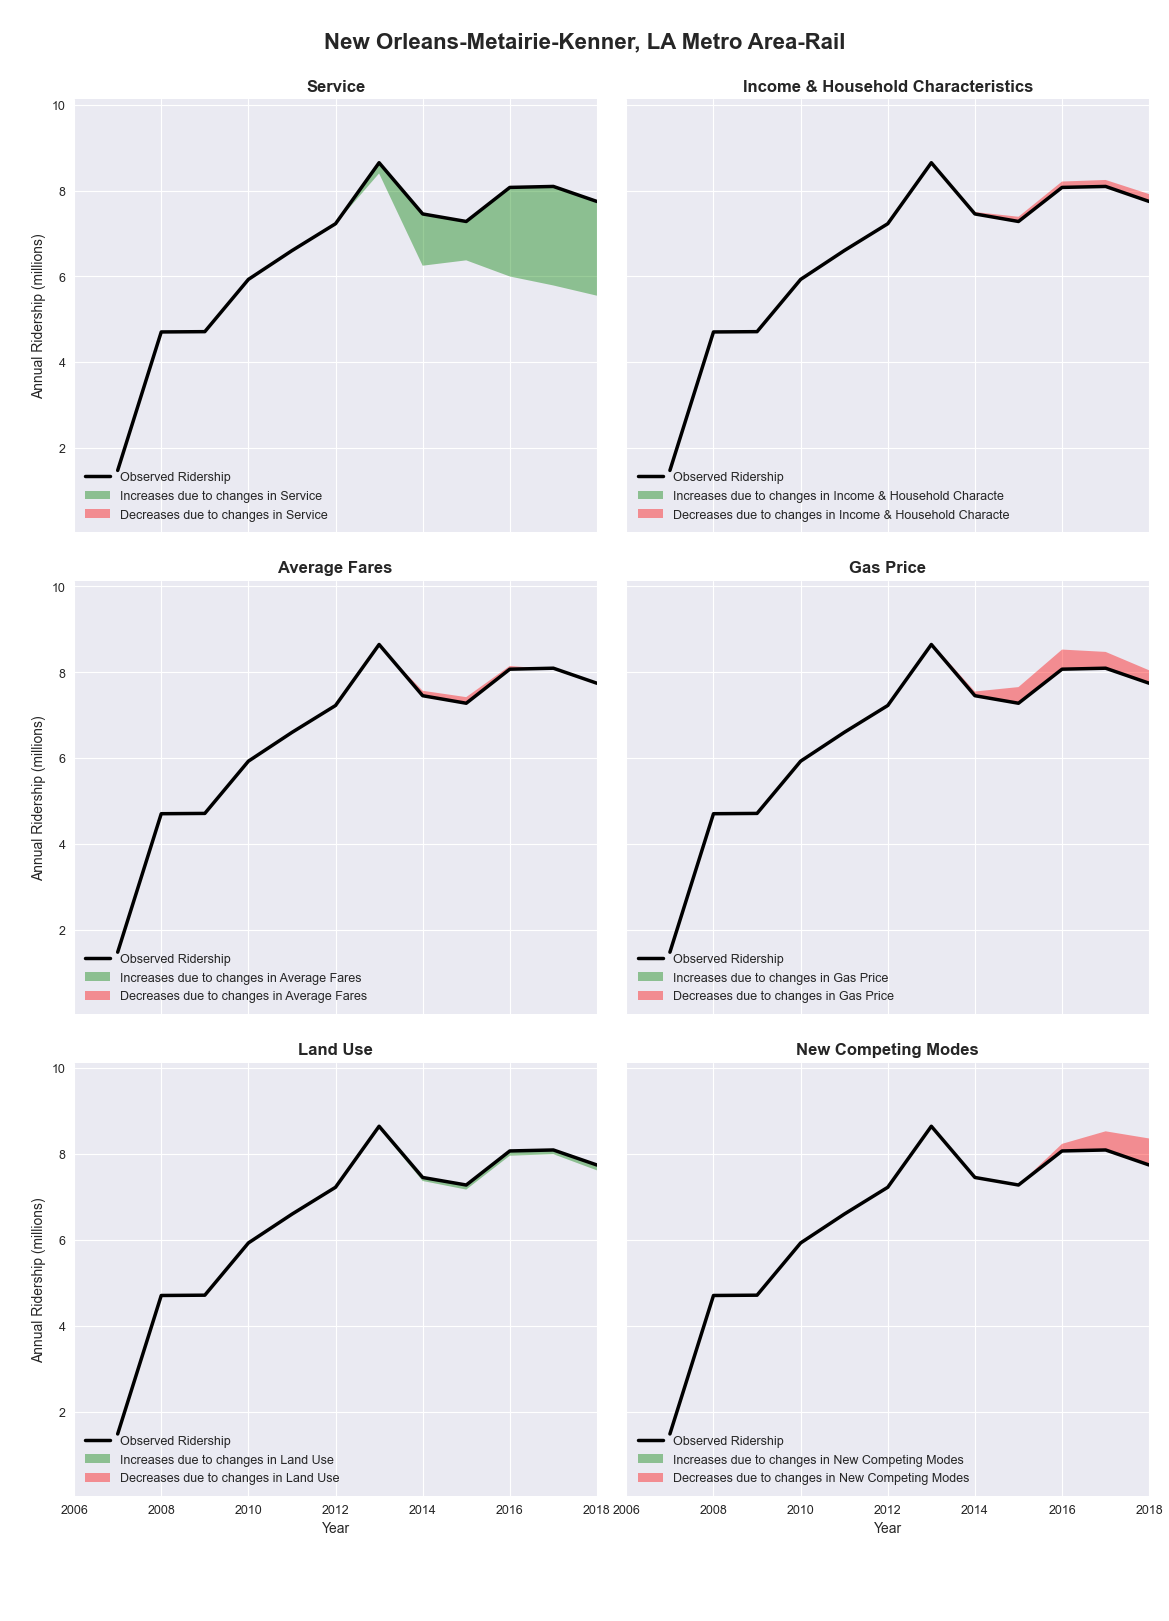 New Orleans-Metairie-Kenner, LA Metro Area-Rail
Service
Income & Household Characteristics
10
8
6
4
2
Annual Ridership (millions)
Observed Ridership
Increases due to changes in Service
Decreases due to changes in Service
Observed Ridership
Increases due to changes in Income & Household Characte
Decreases due to changes in Income & Household Characte
Average Fares
Gas Price
10
8
6
4
2
Annual Ridership (millions)
Observed Ridership
Increases due to changes in Average Fares
Decreases due to changes in Average Fares
Observed Ridership
Increases due to changes in Gas Price
Decreases due to changes in Gas Price
Land Use
New Competing Modes
10
8
6
4
2
Annual Ridership (millions)
Observed Ridership
Increases due to changes in Land Use
Decreases due to changes in Land Use
Observed Ridership
Increases due to changes in New Competing Modes
Decreases due to changes in New Competing Modes
2006 2008 2010 2012 2014 2016 2018
2006 2008 2010 2012 2014 2016 2018
Year
Year